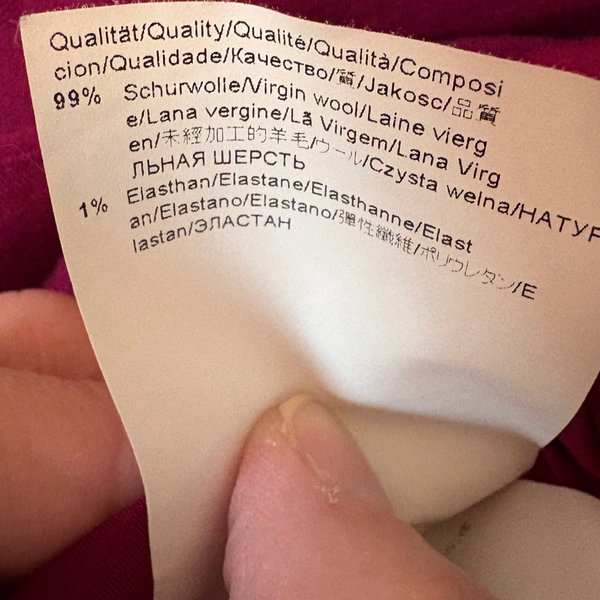 Qualität/Quality/Qualité/Qualità/Composi
cion/Qualidade/Качество/質/Jakosc/品質
99% Schurwolle/Virgin wool/Laine vierg
e/Lana vergine/Lã Virgem/Lana Virg
en/未經加工的羊毛/ウール/Czysta welna/НАТУР
ЛЬНАЯ ШЕРСТЬ
1% Elasthan/Elastane/Elasthanne/Elast
an/Elastano/Elastano/彈性纖維/ポリウレタン/E
lastan/ЭЛАСТАН